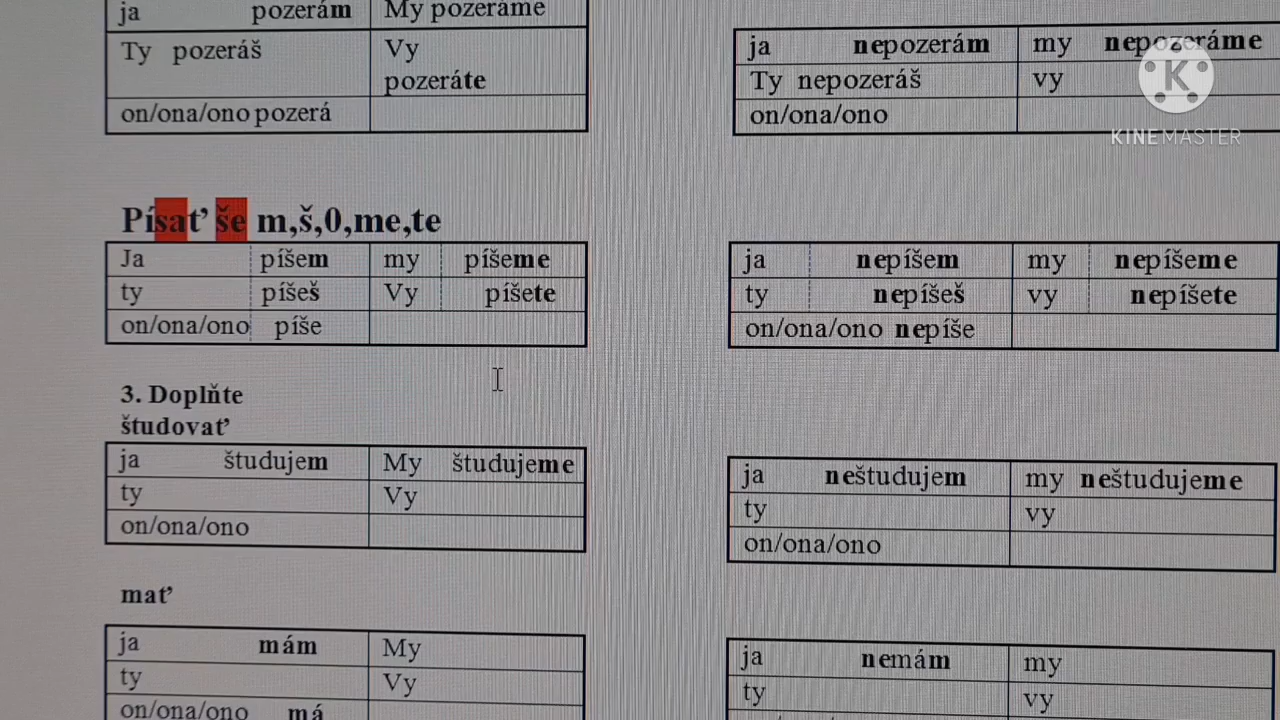 ja pozerám My pozeráme
Ty pozeráš Vy
pozeráte
on/ona/ono pozerá
ja nepozerám my nepozeráme
Ty nepozeráš vy
on/ona/ono
KINEMASTER
Písať še m,š,0,me,te
Ja píšem my píšeme
ty píšeš Vy píšete
on/ona/ono píše
ja nepíšem my nepíšeme
ty nepíšeš vy nepíšete
on/ona/ono nepíše
3. Doplňte
študovať
ja študujem My študujeme
ty Vy
on/ona/ono
ja neštudujem my neštudujeme
ty vy
on/ona/ono
mať
ja mám My
ty Vy
on/ona/ono má
ja nemám my
ty vy